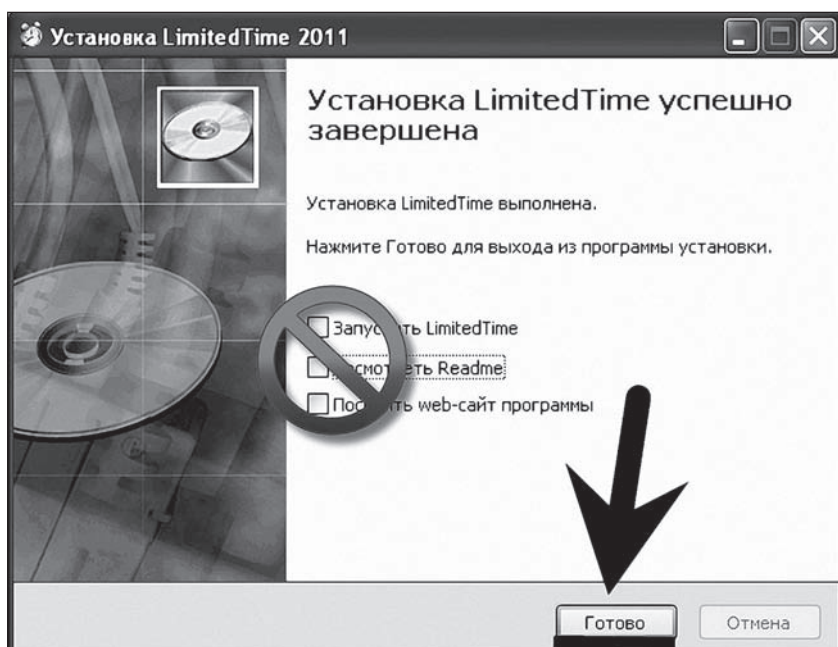 Установка LimitedTime 2011
Установка LimitedTime успешно
завершена
Установка LimitedTime выполнена.
Нажмите Готово для выхода из программы установки.
LimitedTime
Readme
web-сайт программы
Готово
Отмена